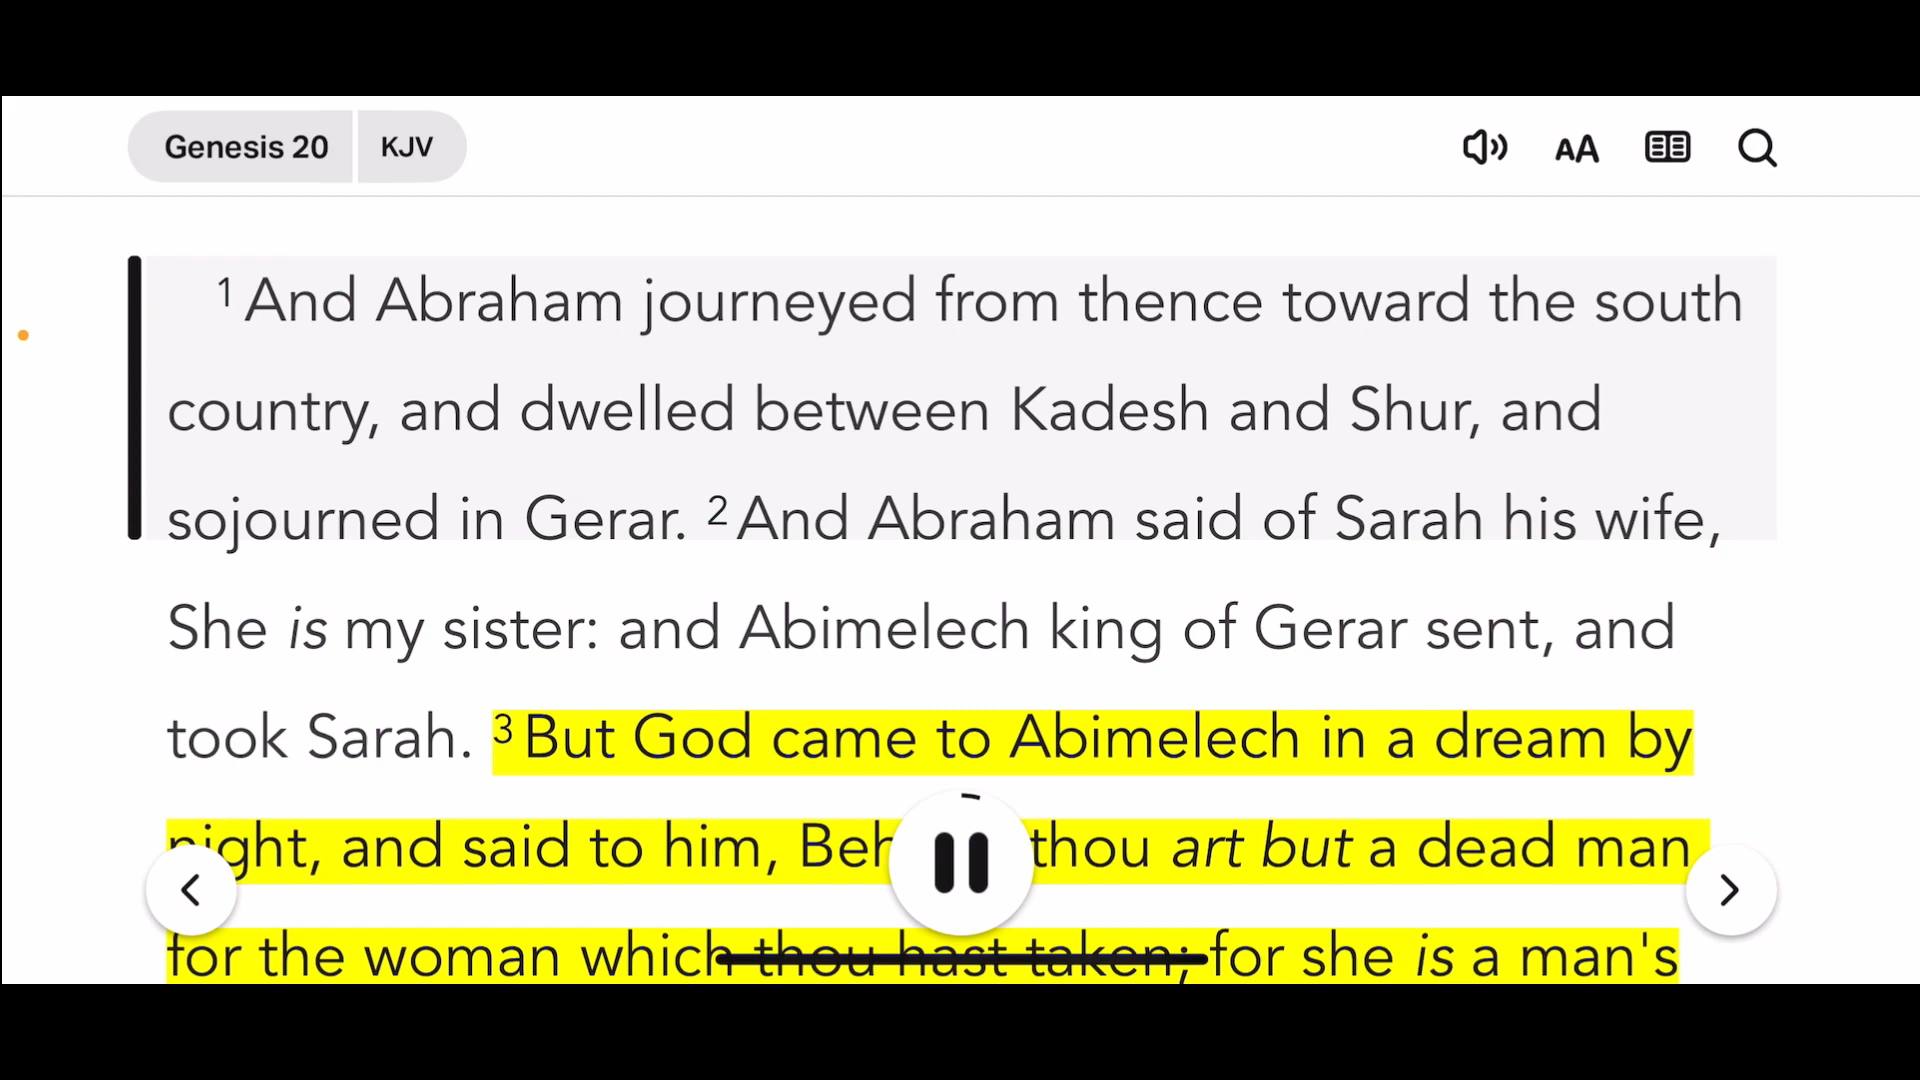 Genesis 20 KJV
AA
1 And Abraham journeyed from thence toward the south
country, and dwelled between Kadesh and Shur, and
sojourned in Gerar. 2 And Abraham said of Sarah his wife,
She is my sister: and Abimelech king of Gerar sent, and
took Sarah. 3 But God came to Abimelech in a dream by
night, and said to him, Beh thou art but a dead man
for the woman which thou hast taken; for she is a man's